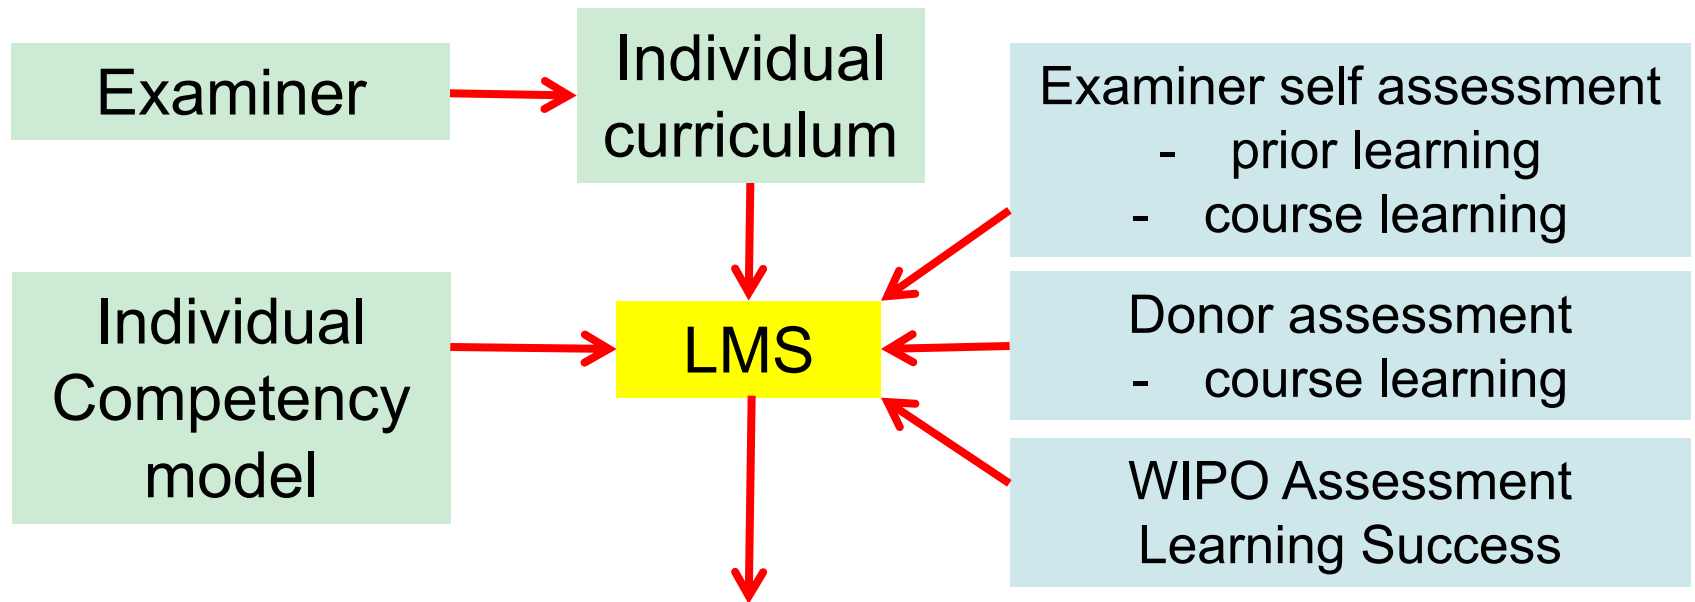 Examiner
Individual
curriculum
Examiner self assessment
- prior learning
- course learning
Individual
Competency
model
LMS
Donor assessment
- course learning
WIPO Assessment
Learning Success